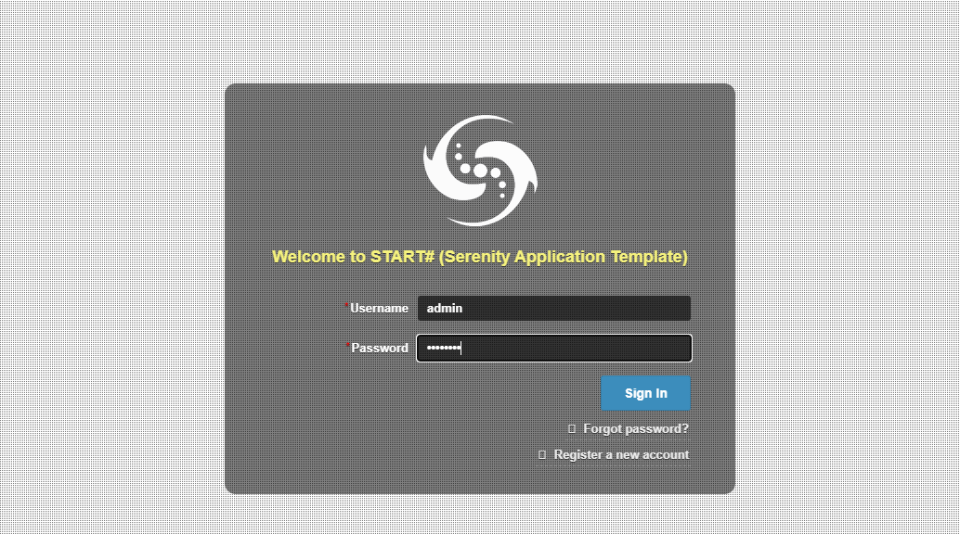 Welcome to START# (Serenity Application Template)
*Username admin
*Password ••••••••
Sign In
Forgot password?
Register a new account